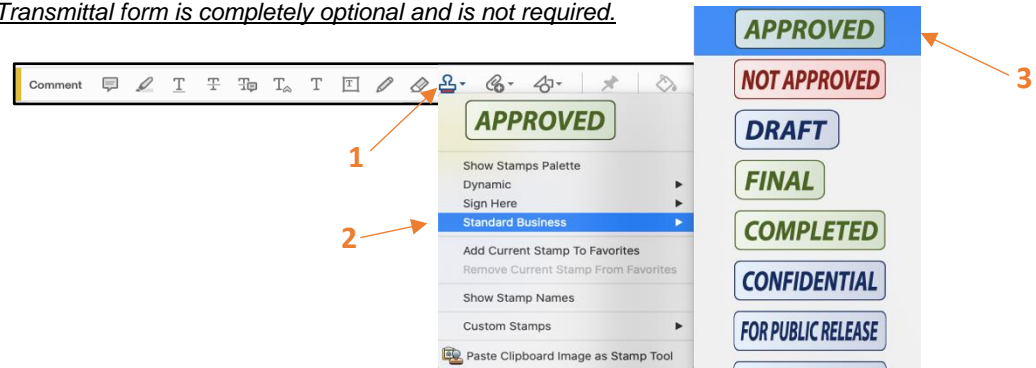 Transmittal form is completely optional and is not required.
Comment
1
APPROVED
Show Stamps Palette
Dynamic
Sign Here
2
Standard Business
Add Current Stamp To Favorites
Remove Current Stamp From Favorites
Show Stamp Names
Custom Stamps
Paste Clipboard Image as Stamp Tool
APPROVED
3
NOT APPROVED
DRAFT
FINAL
COMPLETED
CONFIDENTIAL
FOR PUBLIC RELEASE